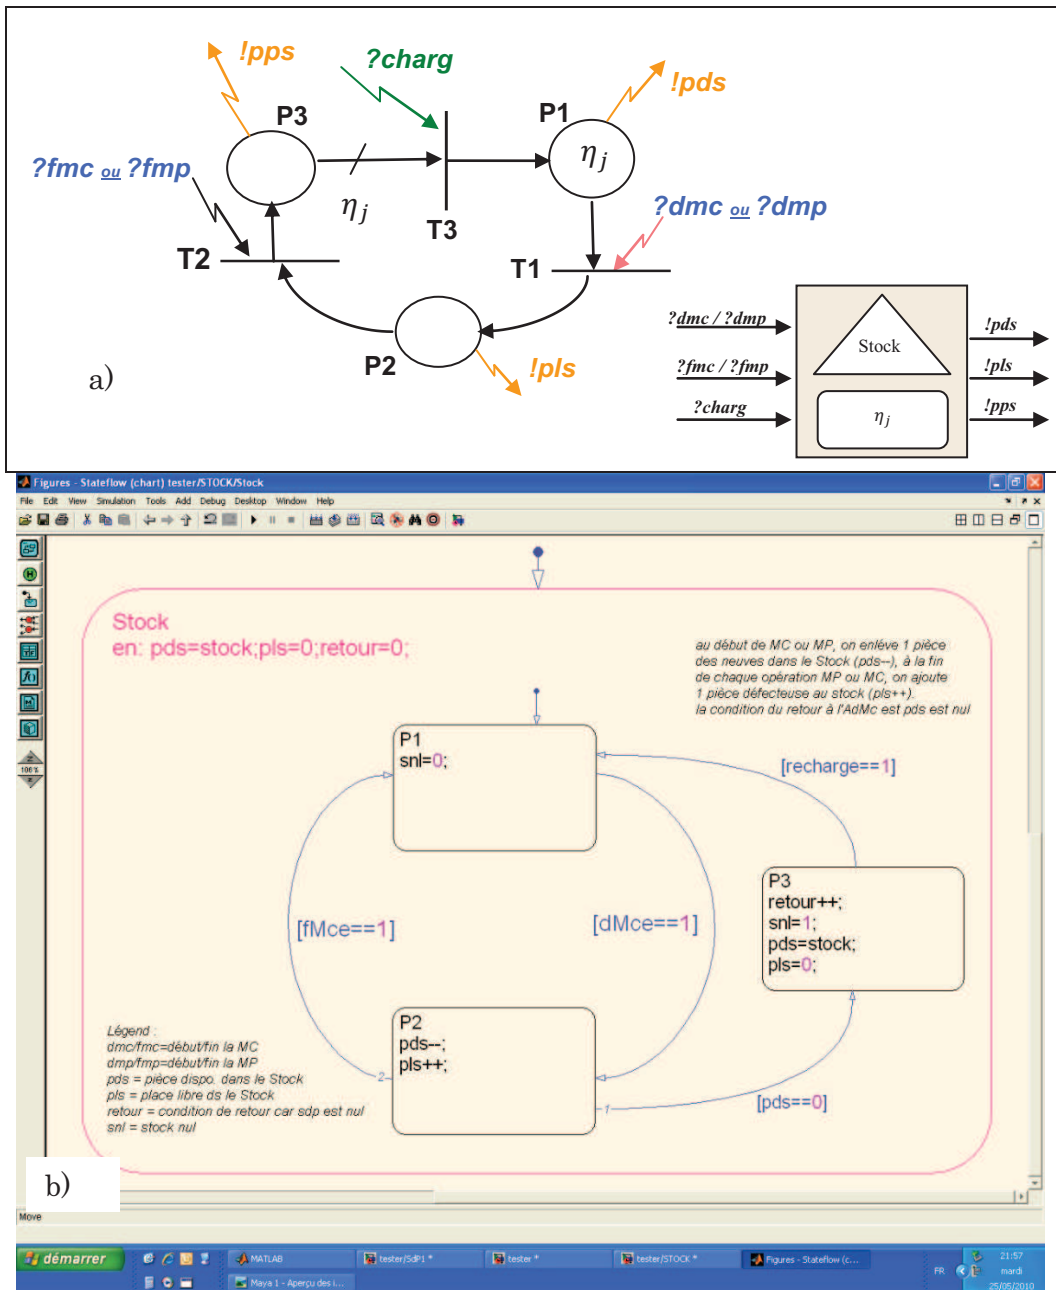 !pps
?charg
!pds
P3
P1
η_j
?fmc ou ?fmp
η_j
?dmc ou ?dmp
T3
T2
T1
P2
!pls
a)
?dmc / ?dmp
!pds
Stock
?fmc / ?fmp
!pls
?charg
η_j
!pps
Figures - Stateflow (chart) tester/STOCK/Stock
File Edit View Simulation Tools Add Debug Desktop Window Help
Stock
en: pds=stock;pls=0;retour=0;
au début de MC ou MP, on enlève 1 pièce
des neuves dans le Stock (pds--), à la fin
de chaque opération MP ou MC, on ajoute
1 pièce défecteuse au stock (pls++).
la condition du retour à l'AdMc est pds est nul
P1
snl=0;
[recharge==1]
100 %
P3
retour++;
snl=1;
pds=stock;
pls=0;
[fMce==1]
[dMce==1]
P2
pds--;
pls++;
2
1
[pds==0]
Légend :
dmc/fmc=début/fin la MC
dmp/fmp=début/fin la MP
pds = pièce dispo. dans le Stock
pls = place libre ds le Stock
retour = condition de retour car sdp est nul
snl = stock nul
b)
Move
démarrer
MATLAB
tester/SdP1 *
tester *
tester/STOCK *
Figures - Stateflow (c...
Maya 1 - Aperçu des i...
FR
21:57
mardi
25/05/2010